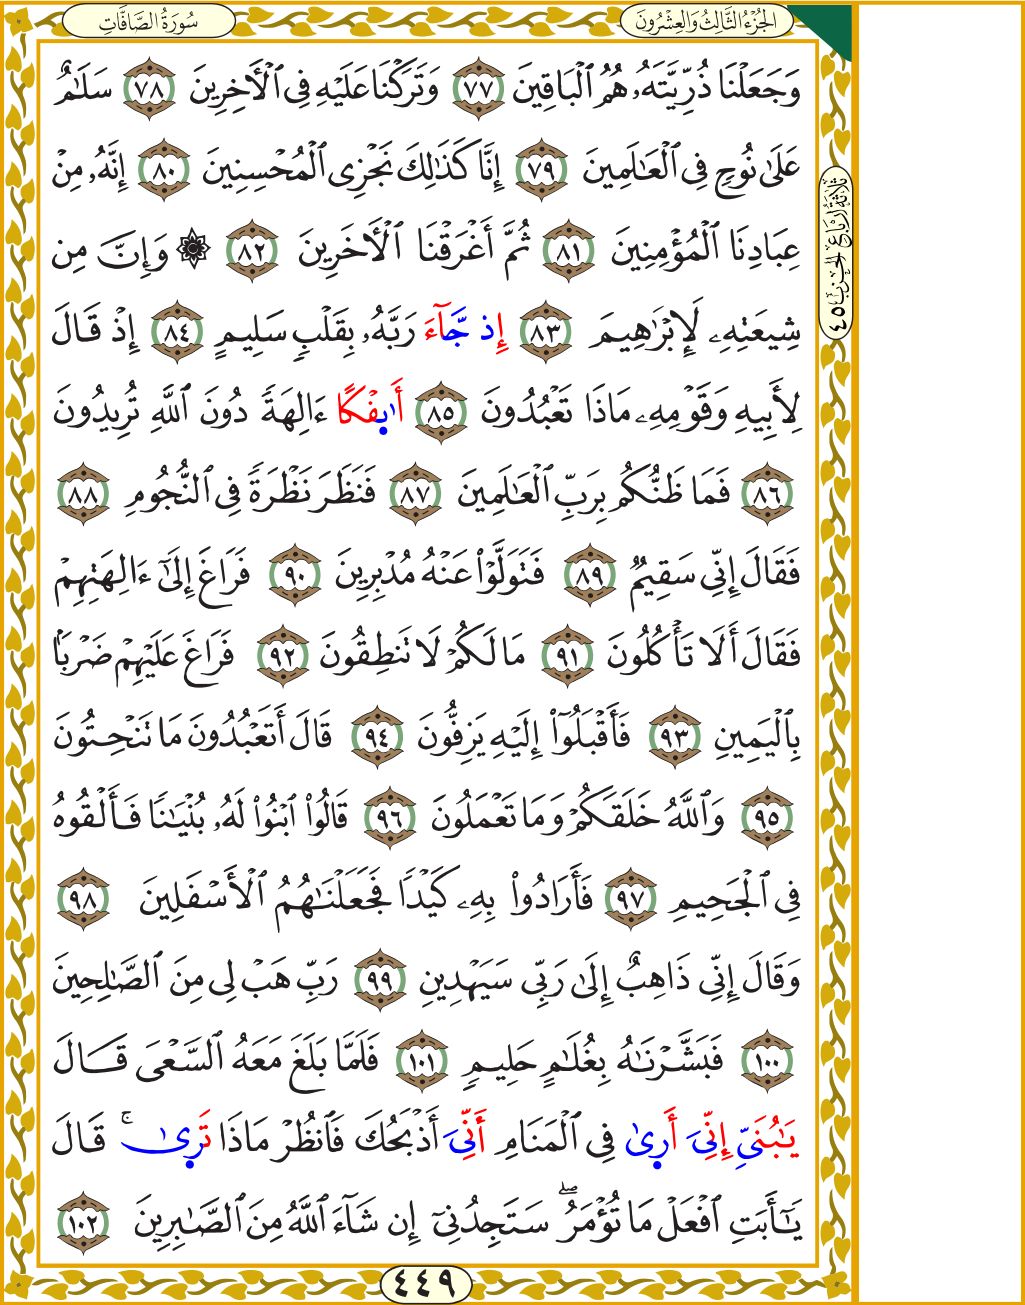 سُورَةُ الصَّافَّاتِ
الجُزْءُ الثَّالِثُ وَالعِشْرُونَ
وَجَعَلْنَا ذُرِّيَّتَهُۥ هُمُ ٱلْبَاقِينَ ٧٧ وَتَرَكْنَا عَلَيْهِ فِى ٱلْأَخِرِينَ ٧٨ سَلَٰمٌ
عَلَىٰ نُوحٍ فِى ٱلْعَٰلَمِينَ ٧٩ إِنَّا كَذَٰلِكَ نَجْزِى ٱلْمُحْسِنِينَ ٨٠ إِنَّهُۥ مِنْ
عِبَادِنَا ٱلْمُؤْمِنِينَ ٨١ ثُمَّ أَغْرَقْنَا ٱلْأَخَرِينَ ٨٢ ۞ وَإِنَّ مِن
شِيعَتِهِۦ لَإِبْرَٰهِيمَ ٨٣ إِذ جَّآءَ رَبَّهُۥ بِقَلْبٍ سَلِيمٍ ٨٤ إِذْ قَالَ
لِأَبِيهِ وَقَوْمِهِۦ مَاذَا تَعْبُدُونَ ٨٥ أَٰىِٕفْكًا ءَالِهَةً دُونَ ٱللَّهِ تُرِيدُونَ
٨٦ فَمَا ظَنُّكُم بِرَبِّ ٱلْعَٰلَمِينَ ٨٧ فَنَظَرَ نَظْرَةً فِى ٱلنُّجُومِ ٨٨
فَقَالَ إِنِّى سَقِيمٌ ٨٩ فَتَوَلَّوْا۟ عَنْهُ مُدْبِرِينَ ٩٠ فَرَاغَ إِلَىٰٓ ءَالِهَتِهِمْ
فَقَالَ أَلَا تَأْكُلُونَ ٩١ مَا لَكُمْ لَا تَنطِقُونَ ٩٢ فَرَاغَ عَلَيْهِمْ ضَرْبًۢا
بِٱلْيَمِينِ ٩٣ فَأَقْبَلُوٓا۟ إِلَيْهِ يَزِفُّونَ ٩٤ قَالَ أَتَعْبُدُونَ مَا تَنْحِتُونَ
٩٥ وَٱللَّهُ خَلَقَكُمْ وَمَا تَعْمَلُونَ ٩٦ قَالُوا۟ ٱبْنُوا۟ لَهُۥ بُنْيَٰنًا فَأَلْقُوهُ
فِى ٱلْجَحِيمِ ٩٧ فَأَرَادُوا۟ بِهِۦ كَيْدًا فَجَعَلْنَٰهُمُ ٱلْأَسْفَلِينَ ٩٨
وَقَالَ إِنِّى ذَاهِبٌ إِلَىٰ رَبِّى سَيَهْدِينِ ٩٩ رَبِّ هَبْ لِى مِنَ ٱلصَّٰلِحِينَ
١٠٠ فَبَشَّرْنَٰهُ بِغُلَٰمٍ حَلِيمٍ ١٠١ فَلَمَّا بَلَغَ مَعَهُ ٱلسَّعْىَ قَالَ
يَٰبُنَىِّ إِنِّىَ أَرىٰ فِى ٱلْمَنَامِ أَنِّىَ أَذْبَحُكَ فَٱنظُرْ مَاذَا تَرىٰ ۚ قَالَ
يَٰٓأَبَتِ ٱفْعَلْ مَا تُؤْمَرُ ۖ سَتَجِدُنِىٓ إِن شَآءَ ٱللَّهُ مِنَ ٱلصَّٰبِرِينَ ١٠٢
ثَلَاثَةُ أَرْبَاعِ الحِزْبِ ٤٥
٤٤٩